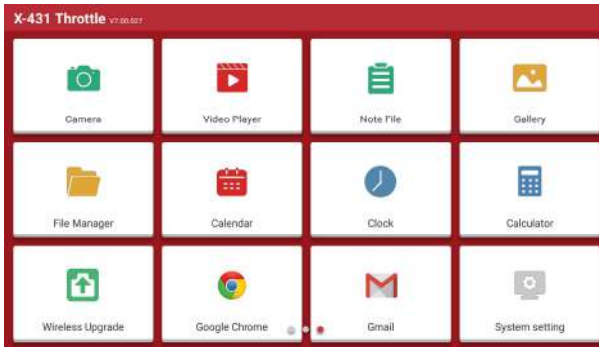 X-431 Throttle V7.00.027
Camera Video Player Note File Gallery
File Manager Calendar Clock Calculator
Wireless Upgrade Google Chrome Gmail System setting